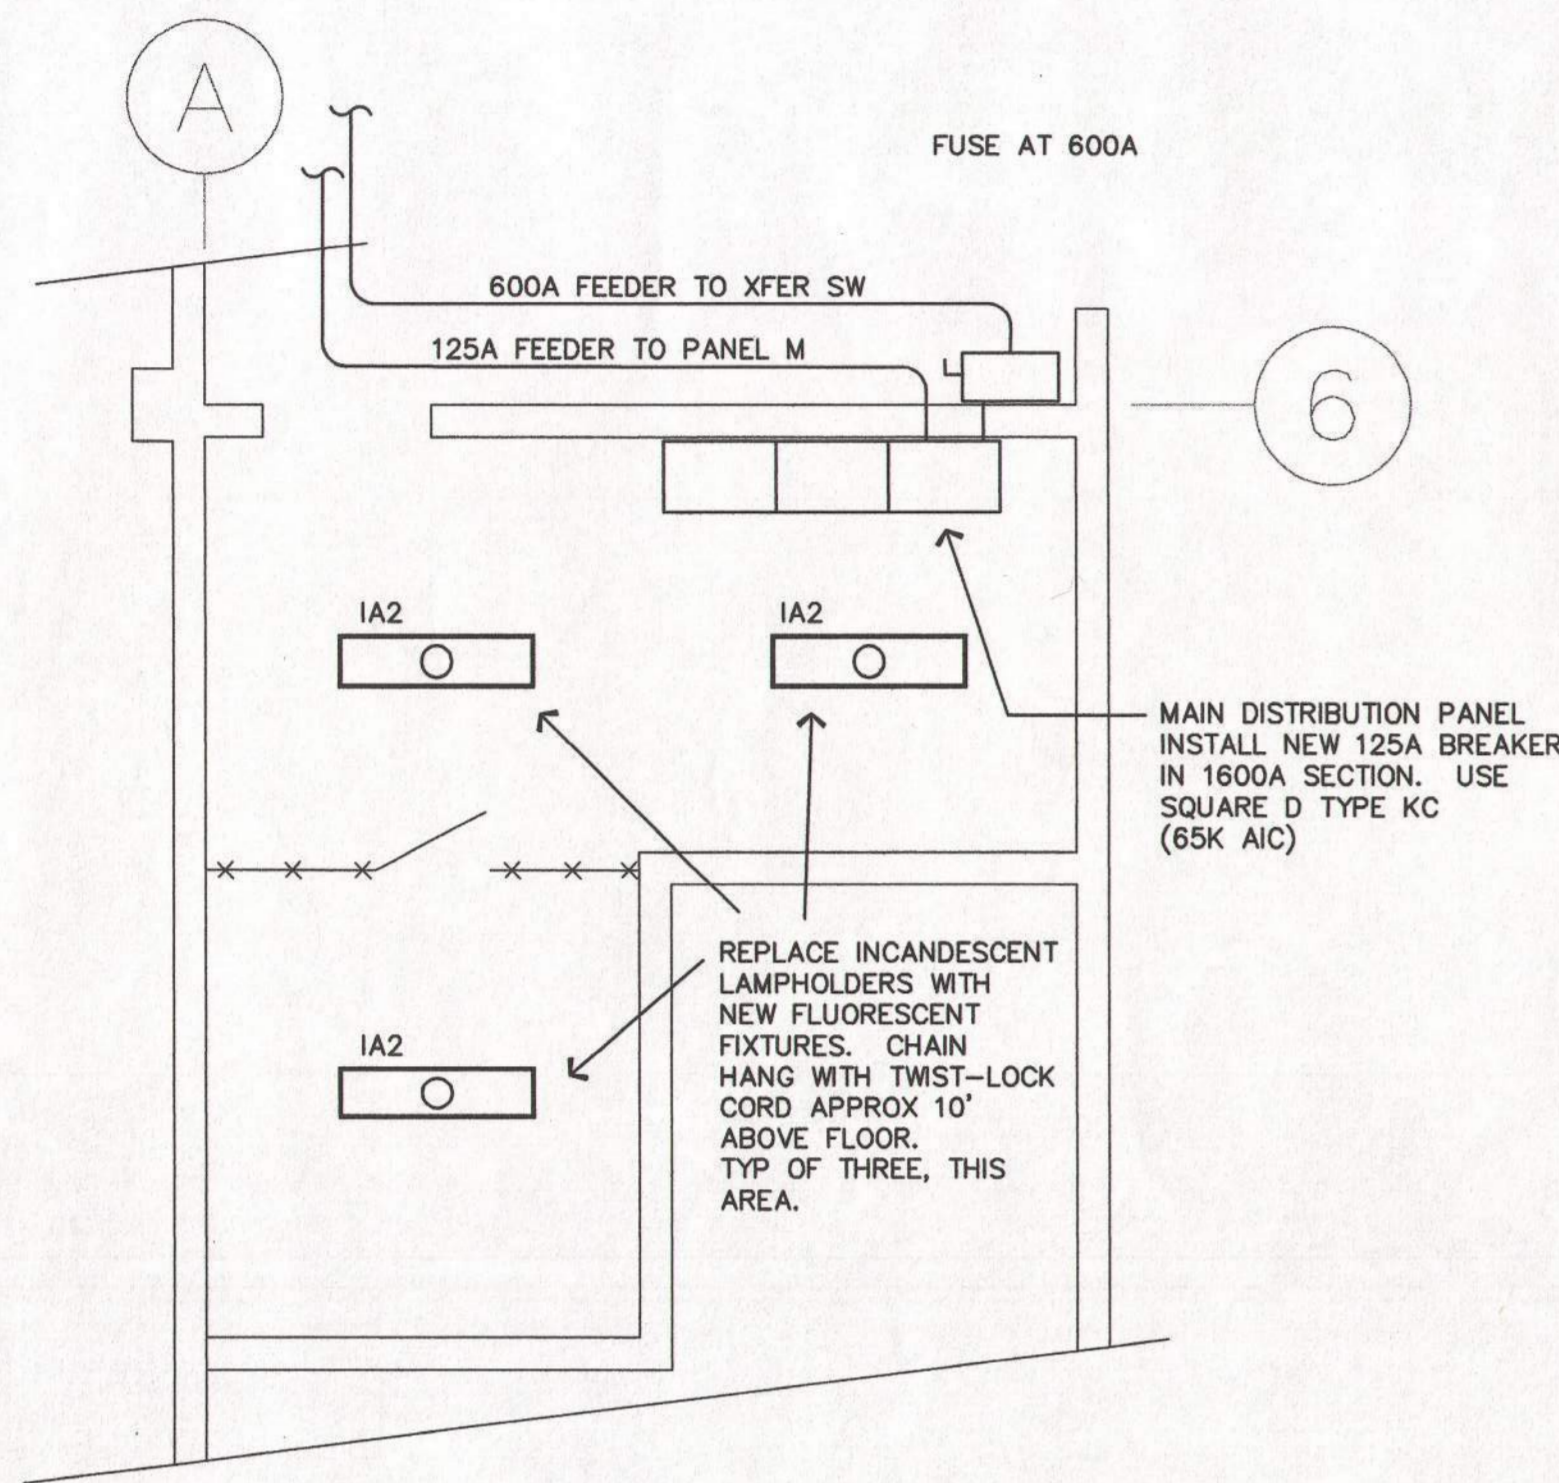 A
FUSE AT 600A
600A FEEDER TO XFER SW
125A FEEDER TO PANEL M
6
IA2
IA2
MAIN DISTRIBUTION PANEL
INSTALL NEW 125A BREAKER
IN 1600A SECTION. USE
SQUARE D TYPE KC
(65K AIC)
REPLACE INCANDESCENT
LAMPHOLDERS WITH
NEW FLUORESCENT
FIXTURES. CHAIN
HANG WITH TWIST-LOCK
CORD APPROX 10'
ABOVE FLOOR.
TYP OF THREE, THIS
AREA.
IA2